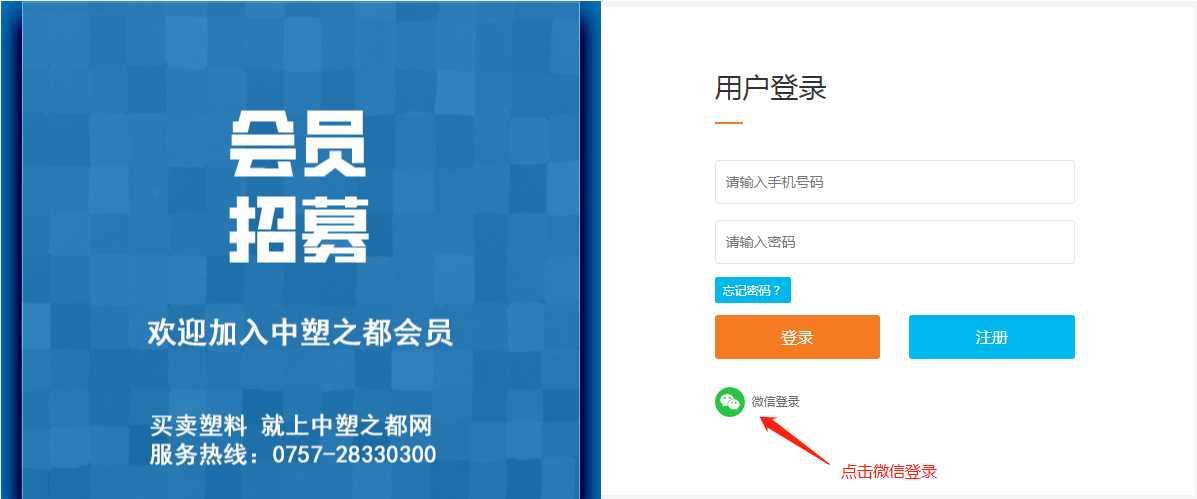 会员
招募
欢迎加入中塑之都会员
买卖塑料 就上中塑之都网
服务热线：0757-28330300
用户登录
请输入手机号码
请输入密码
忘记密码？
登录
注册
微信登录
点击微信登录